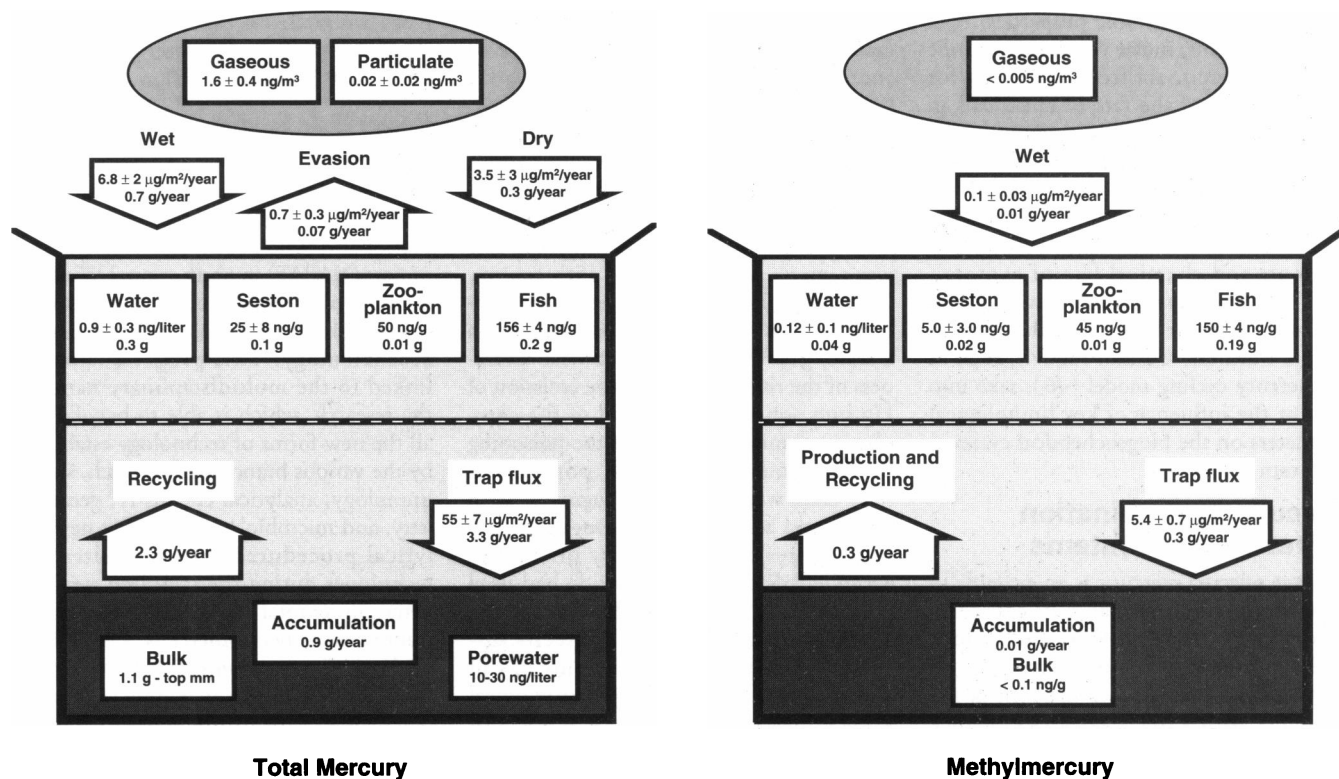 Gaseous
1.6 ± 0.4 ng/m³
Particulate
0.02 ± 0.02 ng/m³
Wet
6.8 ± 2 μg/m²/year
0.7 g/year
Evasion
0.7 ± 0.3 μg/m²/year
0.07 g/year
Dry
3.5 ± 3 μg/m²/year
0.3 g/year
Water
0.9 ± 0.3 ng/liter
0.3 g
Seston
25 ± 8 ng/g
0.1 g
Zoo-
plankton
50 ng/g
0.01 g
Fish
156 ± 4 ng/g
0.2 g
Recycling
2.3 g/year
Trap flux
55 ± 7 μg/m²/year
3.3 g/year
Accumulation
0.9 g/year
Bulk
1.1 g - top mm
Porewater
10-30 ng/liter
Total Mercury
Gaseous
< 0.005 ng/m³
Wet
0.1 ± 0.03 μg/m²/year
0.01 g/year
Water
0.12 ± 0.1 ng/liter
0.04 g
Seston
5.0 ± 3.0 ng/g
0.02 g
Zoo-
plankton
45 ng/g
0.01 g
Fish
150 ± 4 ng/g
0.19 g
Production and
Recycling
0.3 g/year
Trap flux
5.4 ± 0.7 μg/m²/year
0.3 g/year
Accumulation
0.01 g/year
Bulk
< 0.1 ng/g
Methylmercury